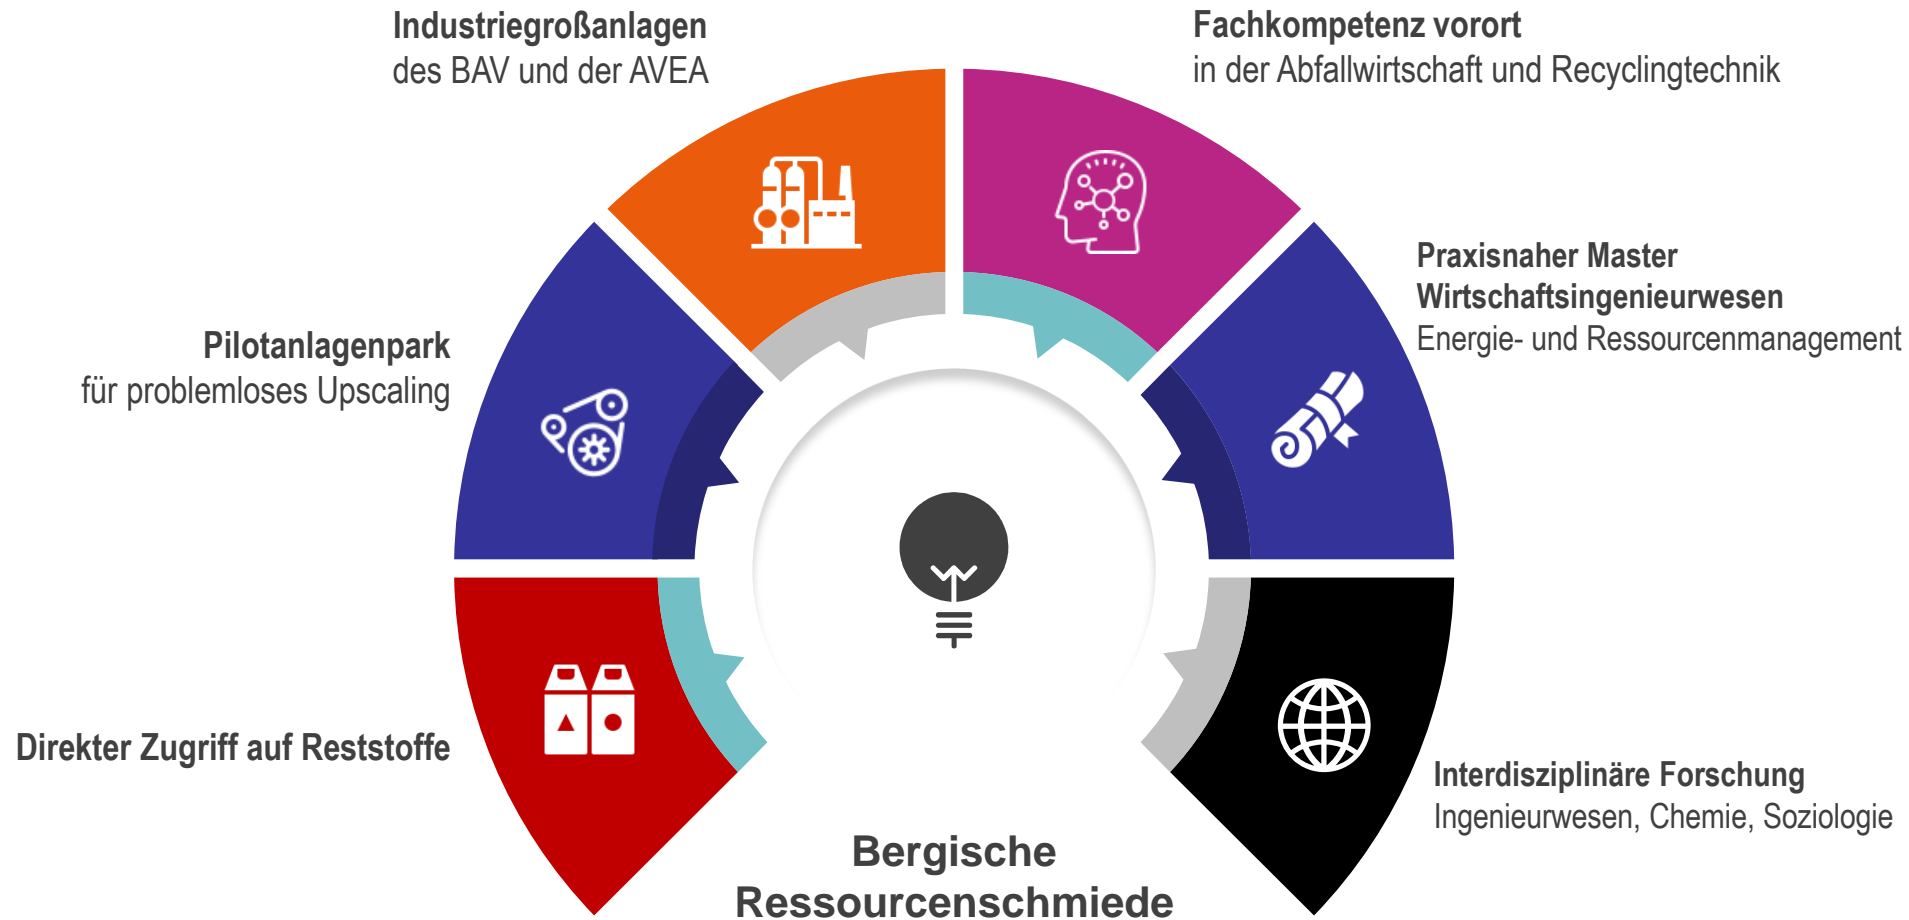 Industriegroßanlagen
des BAV und der AVEA
Fachkompetenz vorort
in der Abfallwirtschaft und Recyclingtechnik
Pilotanlagenpark
für problemloses Upscaling
Praxisnaher Master
Wirtschaftsingenieurwesen
Energie- und Ressourcenmanagement
Direkter Zugriff auf Reststoffe
Interdisziplinäre Forschung
Ingenieurwesen, Chemie, Soziologie
Bergische
Ressourcenschmiede